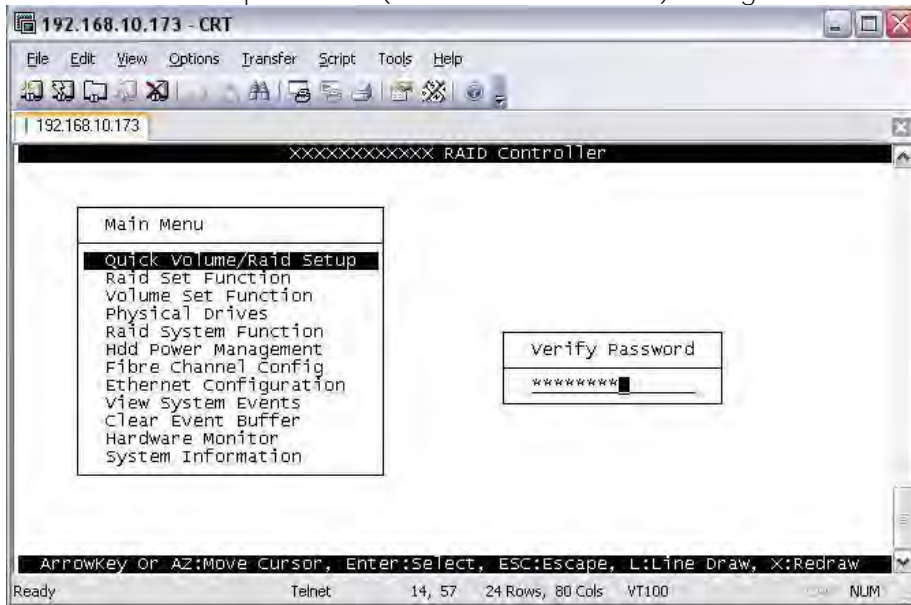 192.168.10.173 - CRT
File Edit View Options Transfer Script Tools Help
192.168.10.173
XXXXXXXXXXXX RAID Controller
Main Menu
Quick Volume/Raid Setup
Raid Set Function
Volume Set Function
Physical Drives
Raid System Function
Hdd Power Management
Fibre Channel Config
Ethernet Configuration
View System Events
Clear Event Buffer
Hardware Monitor
System Information
Verify Password
********
ArrowKey Or AZ:Move Cursor, Enter:Select, ESC:Escape, L:Line Draw, X:Redraw
Ready Telnet 14, 57 24 Rows, 80 Cols VT100 NUM